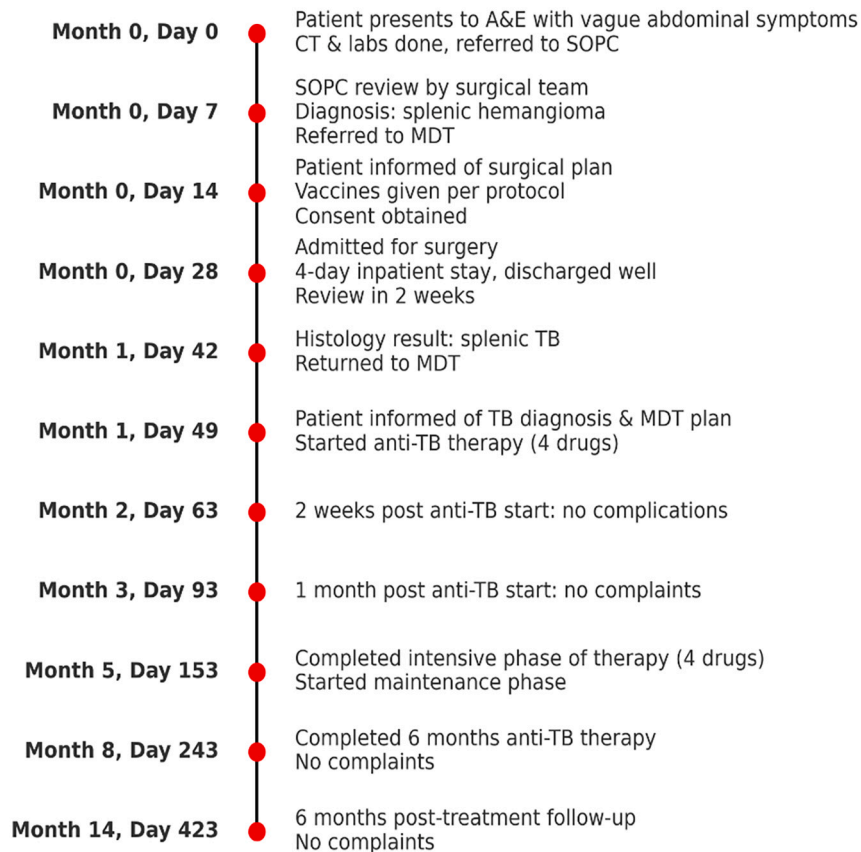 Month 0, Day 0
Patient presents to A&E with vague abdominal symptoms
CT & labs done, referred to SOPC
Month 0, Day 7
SOPC review by surgical team
Diagnosis: splenic hemangioma
Referred to MDT
Month 0, Day 14
Patient informed of surgical plan
Vaccines given per protocol
Consent obtained
Month 0, Day 28
Admitted for surgery
4-day inpatient stay, discharged well
Review in 2 weeks
Month 1, Day 42
Histology result: splenic TB
Returned to MDT
Month 1, Day 49
Patient informed of TB diagnosis & MDT plan
Started anti-TB therapy (4 drugs)
Month 2, Day 63
2 weeks post anti-TB start: no complications
Month 3, Day 93
1 month post anti-TB start: no complaints
Month 5, Day 153
Completed intensive phase of therapy (4 drugs)
Started maintenance phase
Month 8, Day 243
Completed 6 months anti-TB therapy
No complaints
Month 14, Day 423
6 months post-treatment follow-up
No complaints